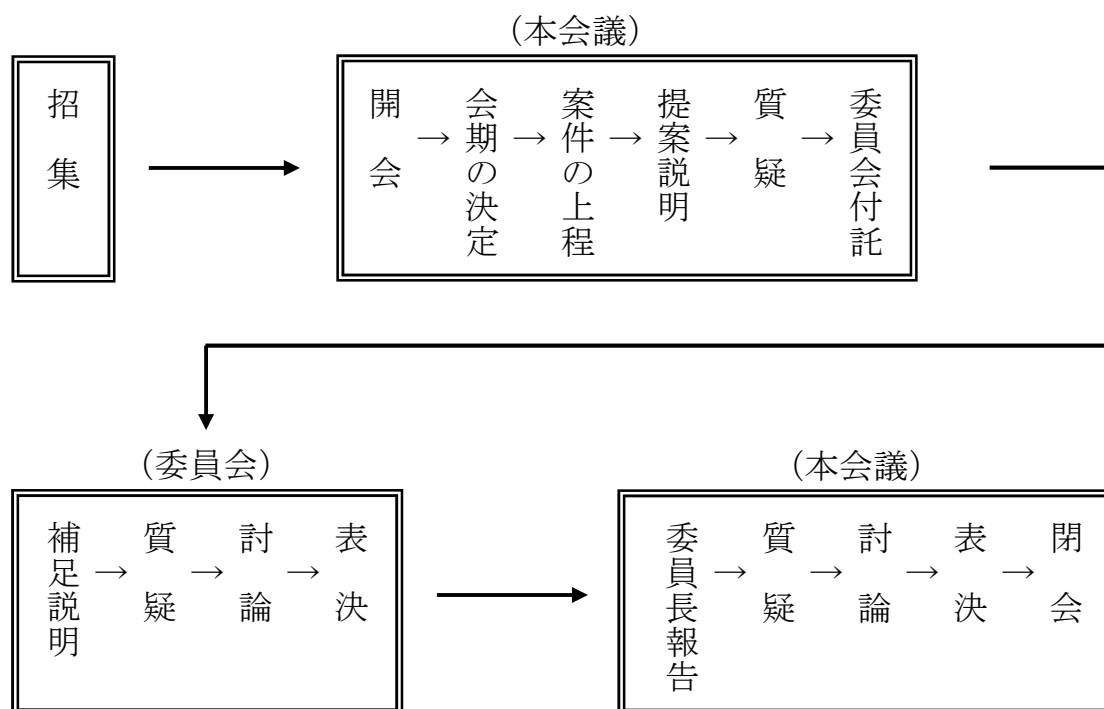 招集
（本会議）
開会→会期の決定→案件の上程→提案説明→質疑→委員会付託
（委員会）
補足説明→質疑→討論→表決
（本会議）
委員長報告→質疑→討論→表決→閉会